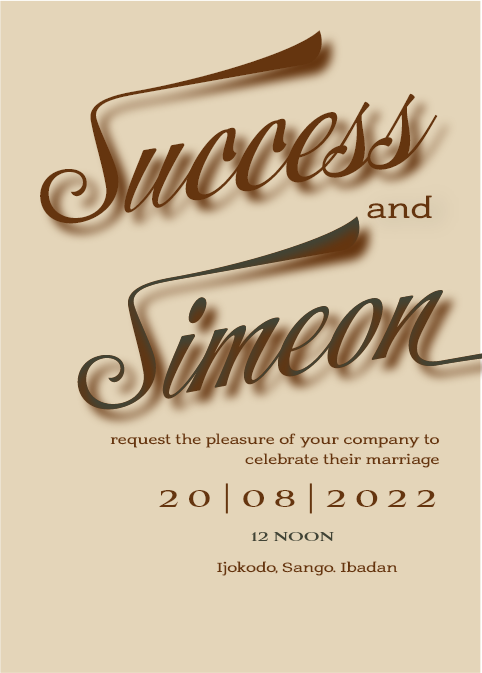 Success
and
Simeon
request the pleasure of your company to
celebrate their marriage
20|08|2022
12 NOON
Ijokodo, Sango. Ibadan